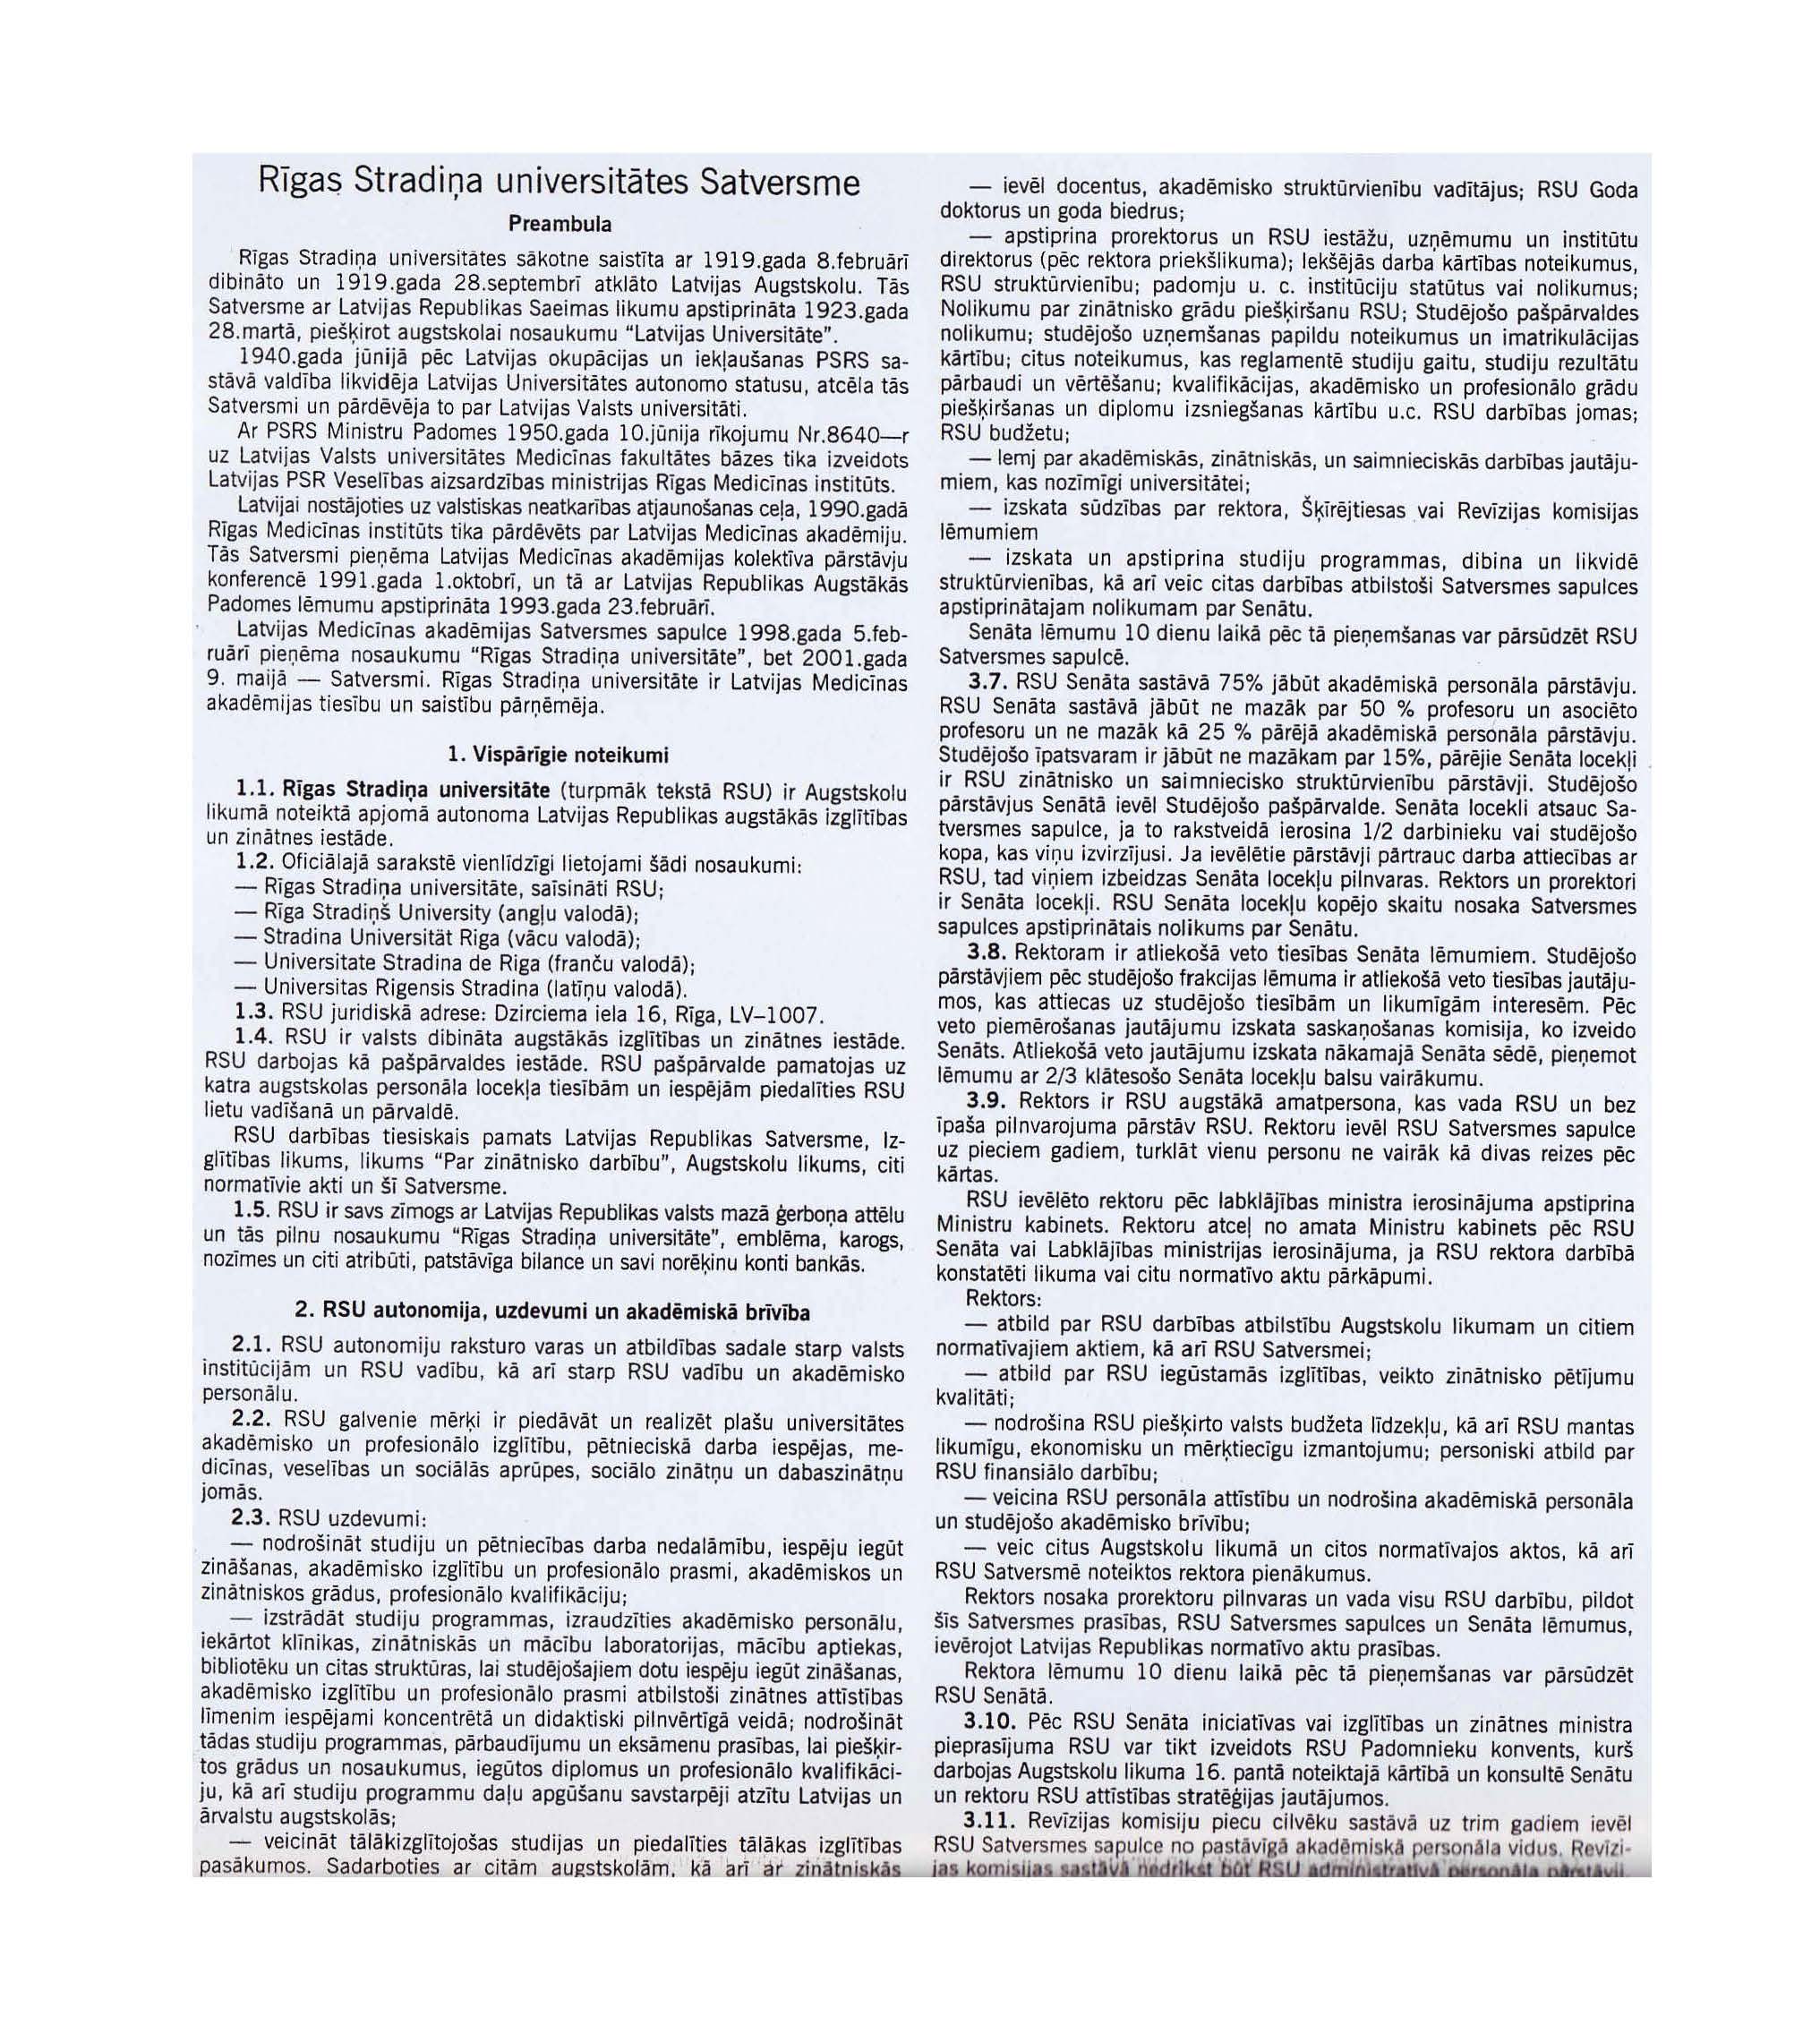 Rīgas Stradiņa universitātes Satversme
Preambula
Rīgas Stradiņa universitātes sākotne saistīta ar 1919.gada 8.februārī
dibināto un 1919.gada 28.septembrī atklāto Latvijas Augstskolu. Tās
Satversme ar Latvijas Republikas Saeimas likumu apstiprināta 1923.gada
28.martā, piešķirot augstskolai nosaukumu “Latvijas Universitāte”.
1940.gada jūnijā pēc Latvijas okupācijas un iekļaušanas PSRS sa-
stāvā valdība likvidēja Latvijas Universitātes autonomo statusu, atcēla tās
Satversmi un pārdēvēja to par Latvijas Valsts universitāti.
Ar PSRS Ministru Padomes 1950.gada 10.jūnija rīkojumu Nr.8640—r
uz Latvijas Valsts universitātes Medicīnas fakultātes bāzes tika izveidots
Latvijas PSR Veselības aizsardzības ministrijas Rīgas Medicīnas institūts.
Latvijai nostājoties uz valstiskas neatkarības atjaunošanas ceļa, 1990.gadā
Rīgas Medicīnas institūts tika pārdēvēts par Latvijas Medicīnas akadēmiju.
Tās Satversmi pieņēma Latvijas Medicīnas akadēmijas kolektīva pārstāvju
konferencē 1991.gada 1.oktobrī, un tā ar Latvijas Republikas Augstākās
Padomes lēmumu apstiprināta 1993.gada 23.februārī.
Latvijas Medicīnas akadēmijas Satversmes sapulce 1998.gada 5.feb-
ruārī pieņēma nosaukumu “Rīgas Stradiņa universitāte”, bet 2001.gada
9. maijā — Satversmi. Rīgas Stradiņa universitāte ir Latvijas Medicīnas
akadēmijas tiesību un saistību pārņēmēja.
1. Vispārīgie noteikumi
1.1. Rīgas Stradiņa universitāte (turpmāk tekstā RSU) ir Augstskolu
likumā noteiktā apjomā autonoma Latvijas Republikas augstākās izglītības
un zinātnes iestāde.
1.2. Oficiālajā sarakstē vienlīdzīgi lietojami šādi nosaukumi:
— Rīgas Stradiņa universitāte, saīsināti RSU;
— Rīga Stradiņš University (angļu valodā);
— Stradina Universität Riga (vācu valodā);
— Universitate Stradina de Riga (franču valodā);
— Universitas Rigensis Stradina (latīņu valodā).
1.3. RSU juridiskā adrese: Dzirciema iela 16, Rīga, LV–1007.
1.4. RSU ir valsts dibināta augstākās izglītības un zinātnes iestāde.
RSU darbojas kā pašpārvaldes iestāde. RSU pašpārvalde pamatojas uz
katra augstskolas personāla locekļa tiesībām un iespējām piedalīties RSU
lietu vadīšanā un pārvaldē.
RSU darbības tiesiskais pamats Latvijas Republikas Satversme, Iz-
glītības likums, likums “Par zinātnisko darbību”, Augstskolu likums, citi
normatīvie akti un šī Satversme.
1.5. RSU ir savs zīmogs ar Latvijas Republikas valsts mazā ģerboņa attēlu
un tās pilnu nosaukumu “Rīgas Stradiņa universitāte”, emblēma, karogs,
nozīmes un citi atribūti, patstāvīga bilance un savi norēķinu konti bankās.
2. RSU autonomija, uzdevumi un akadēmiskā brīvība
2.1. RSU autonomiju raksturo varas un atbildības sadale starp valsts
institūcijām un RSU vadību, kā arī starp RSU vadību un akadēmisko
personālu.
2.2. RSU galvenie mērķi ir piedāvāt un realizēt plašu universitātes
akadēmisko un profesionālo izglītību, pētnieciskā darba iespējas, me-
dicīnas, veselības un sociālās aprūpes, sociālo zinātņu un dabaszinātņu
jomās.
2.3. RSU uzdevumi:
— nodrošināt studiju un pētniecības darba nedalāmību, iespēju iegūt
zināšanas, akadēmisko izglītību un profesionālo prasmi, akadēmiskos un
zinātniskos grādus, profesionālo kvalifikāciju;
— izstrādāt studiju programmas, izraudzīties akadēmisko personālu,
iekārtot klīnikas, zinātniskās un mācību laboratorijas, mācību aptiekas,
bibliotēku un citas struktūras, lai studējošajiem dotu iespēju iegūt zināšanas,
akadēmisko izglītību un profesionālo prasmi atbilstoši zinātnes attīstības
līmenim iespējami koncentrētā un didaktiski pilnvērtīgā veidā; nodrošināt
tādas studiju programmas, pārbaudījumu un eksāmenu prasības, lai piešķir-
tos grādus un nosaukumus, iegūtos diplomus un profesionālo kvalifikāci-
ju, kā arī studiju programmu daļu apgūšanu savstarpēji atzītu Latvijas un
ārvalstu augstskolās;
— veicināt tālākizglītojošas studijas un piedalīties tālākas izglītības
pasākumos. Sadarboties ar citām augstskolām, kā arī ar zinātniskās
— ievēl docentus, akadēmisko struktūrvienību vadītājus; RSU Goda
doktorus un goda biedrus;
— apstiprina prorektorus un RSU iestāžu, uzņēmumu un institūtu
direktorus (pēc rektora priekšlikuma); Iekšējās darba kārtības noteikumus,
RSU struktūrvienību; padomju u. c. institūciju statūtus vai nolikumus;
Nolikumu par zinātnisko grādu piešķiršanu RSU; Studējošo pašpārvaldes
nolikumu; studējošo uzņemšanas papildu noteikumus un imatrikulācijas
kārtību; citus noteikumus, kas reglamentē studiju gaitu, studiju rezultātu
pārbaudi un vērtēšanu; kvalifikācijas, akadēmisko un profesionālo grādu
piešķiršanas un diplomu izsniegšanas kārtību u.c. RSU darbības jomas;
RSU budžetu;
— lemj par akadēmiskās, zinātniskās, un saimnieciskās darbības jautāju-
miem, kas nozīmīgi universitātei;
— izskata sūdzības par rektora, Šķīrējtiesas vai Revīzijas komisijas
lēmumiem
— izskata un apstiprina studiju programmas, dibina un likvidē
struktūrvienības, kā arī veic citas darbības atbilstoši Satversmes sapulces
apstiprinātajam nolikumam par Senātu.
Senāta lēmumu 10 dienu laikā pēc tā pieņemšanas var pārsūdzēt RSU
Satversmes sapulcē.
3.7. RSU Senāta sastāvā 75% jābūt akadēmiskā personāla pārstāvju.
RSU Senāta sastāvā jābūt ne mazāk par 50 % profesoru un asociēto
profesoru un ne mazāk kā 25 % pārējā akadēmiskā personāla pārstāvju.
Studējošo īpatsvaram ir jābūt ne mazākam par 15%, pārējie Senāta locekļi
ir RSU zinātnisko un saimniecisko struktūrvienību pārstāvji. Studējošo
pārstāvjus Senātā ievēl Studējošo pašpārvalde. Senāta locekli atsauc Sa-
tversmes sapulce, ja to rakstveidā ierosina 1/2 darbinieku vai studējošo
kopa, kas viņu izvirzījusi. Ja ievēlētie pārstāvji pārtrauc darba attiecības ar
RSU, tad viņiem izbeidzas Senāta locekļu pilnvaras. Rektors un prorektori
ir Senāta locekļi. RSU Senāta locekļu kopējo skaitu nosaka Satversmes
sapulces apstiprinātais nolikums par Senātu.
3.8. Rektoram ir atliekošā veto tiesības Senāta lēmumiem. Studējošo
pārstāvjiem pēc studējošo frakcijas lēmuma ir atliekošā veto tiesības jautāju-
mos, kas attiecas uz studējošo tiesībām un likumīgām interesēm. Pēc
veto piemērošanas jautājumu izskata saskaņošanas komisija, ko izveido
Senāts. Atliekošā veto jautājumu izskata nākamajā Senāta sēdē, pieņemot
lēmumu ar 2/3 klātesošo Senāta locekļu balsu vairākumu.
3.9. Rektors ir RSU augstākā amatpersona, kas vada RSU un bez
īpaša pilnvarojuma pārstāv RSU. Rektoru ievēl RSU Satversmes sapulce
uz pieciem gadiem, turklāt vienu personu ne vairāk kā divas reizes pēc
kārtas.
RSU ievēlēto rektoru pēc labklājības ministra ierosinājuma apstiprina
Ministru kabinets. Rektoru atceļ no amata Ministru kabinets pēc RSU
Senāta vai Labklājības ministrijas ierosinājuma, ja RSU rektora darbībā
konstatēti likuma vai citu normatīvo aktu pārkāpumi.
Rektors:
— atbild par RSU darbības atbilstību Augstskolu likumam un citiem
normatīvajiem aktiem, kā arī RSU Satversmei;
— atbild par RSU iegūstamās izglītības, veikto zinātnisko pētījumu
kvalitāti;
— nodrošina RSU piešķirto valsts budžeta līdzekļu, kā arī RSU mantas
likumīgu, ekonomisku un mērķtiecīgu izmantojumu; personiski atbild par
RSU finansiālo darbību;
— veicina RSU personāla attīstību un nodrošina akadēmiskā personāla
un studējošo akadēmisko brīvību;
— veic citus Augstskolu likumā un citos normatīvajos aktos, kā arī
RSU Satversmē noteiktos rektora pienākumus.
Rektors nosaka prorektoru pilnvaras un vada visu RSU darbību, pildot
šīs Satversmes prasības, RSU Satversmes sapulces un Senāta lēmumus,
ievērojot Latvijas Republikas normatīvo aktu prasības.
Rektora lēmumu 10 dienu laikā pēc tā pieņemšanas var pārsūdzēt
RSU Senātā.
3.10. Pēc RSU Senāta iniciatīvas vai izglītības un zinātnes ministra
pieprasījuma RSU var tikt izveidots RSU Padomnieku konvents, kurš
darbojas Augstskolu likuma 16. pantā noteiktajā kārtībā un konsultē Senātu
un rektoru RSU attīstības stratēģijas jautājumos.
3.11. Revīzijas komisiju piecu cilvēku sastāvā uz trim gadiem ievēl
RSU Satversmes sapulce no pastāvīgā akadēmiskā personāla vidus. Revīzi-
jas komisijas sastāvā nedrīkst būt RSU administratīvā personāla pārstāvji.